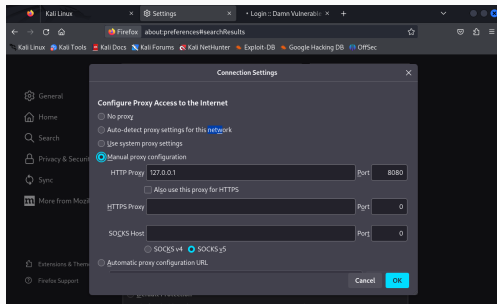 Kali Linux
Settings
Login :: Damn Vulnerabl
Firefox about:preferences#searchResults
Kali Linux Kali Tools Kali Docs Kali Forums Kali NetHunter Exploit-DB Google Hacking DB OffSec
Connection Settings
General
Home
Search
Privacy & Securit
Sync
More from Mozil
Extensions & Theme
Firefox Support
Configure Proxy Access to the Internet
No proxy
Auto-detect proxy settings for this network
Use system proxy settings
Manual proxy configuration
HTTP Proxy 127.0.0.1 Port 8080
Also use this proxy for HTTPS
HTTPS Proxy Port 0
SOCKS Host Port 0
SOCKS v4 SOCKS v5
Automatic proxy configuration URL
Cancel OK